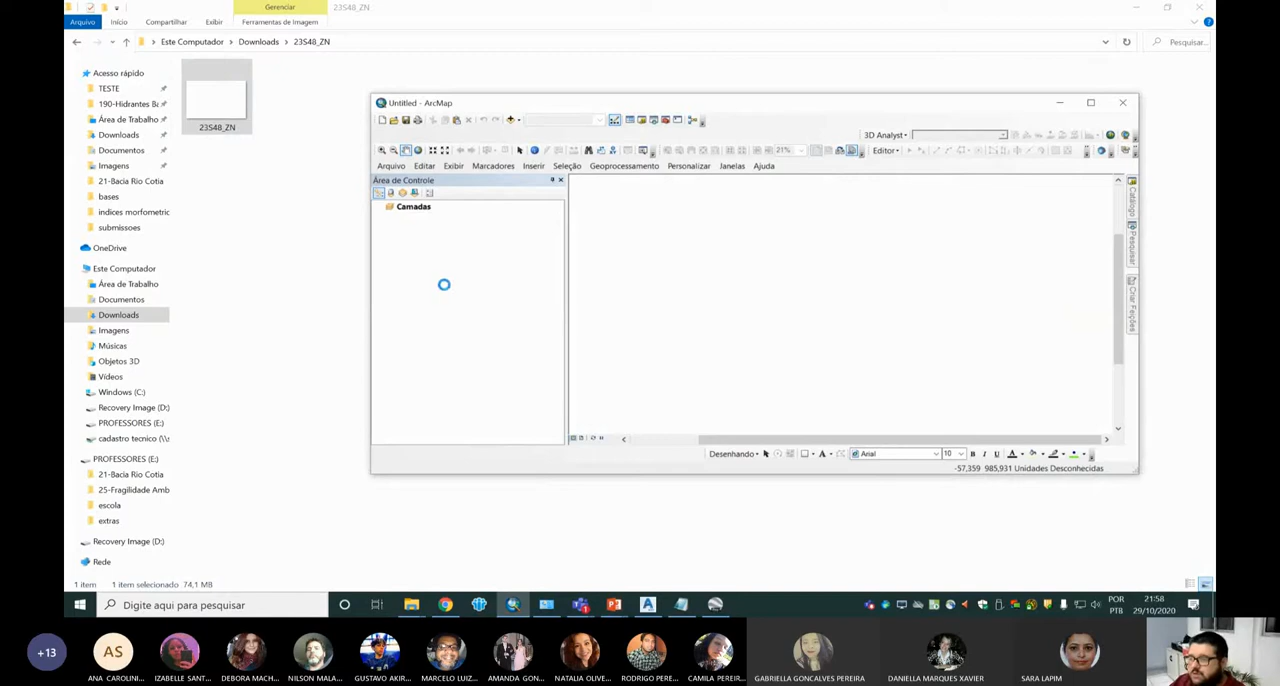 Gerenciar
23S48_ZN
Arquivo
Início
Compartilhar
Exibir
Ferramentas de Imagem
Este Computador
Downloads
23S48_ZN
Pesquisar...
Acesso rápido
TESTE
190-Hidrantes Ba
Área de Trabalho
Downloads
Documentos
Imagens
21-Bacia Rio Cotia
bases
indices morfometric
submissoes
OneDrive
Este Computador
Área de Trabalho
Documentos
Downloads
Imagens
Músicas
Objetos 3D
Vídeos
Windows (C:)
Recovery Image (D:)
PROFESSORES (E:)
cadastro tecnico (\\s
PROFESSORES (E:)
21-Bacia Rio Cotia
25-Fragilidade Amb
escola
extras
Recovery Image (D:)
Rede
23S48_ZN
1 item
1 item selecionado 74,1 MB
Untitled - ArcMap
3D Analyst
21%
Editor
Arquivo Editar Exibir Marcadores Inserir Seleção Geoprocessamento Personalizar Janelas Ajuda
Área de Controle
Camadas
Catálogo
Pesquisar
Criar Feições
Desenhando
Arial
10
B I U A
-57,359 985,931 Unidades Desconhecidas
Digite aqui para pesquisar
POR
PTB
21:58
29/10/2020
+13
AS
ANA CAROLINI...
IZABELLE SANT...
DEBORA MACH...
NILSON MALA...
GUSTAVO AKIR...
MARCELO LUIZ...
AMANDA GON...
NATALIA OLIVE...
RODRIGO PERE...
CAMILA PEREIR...
GABRIELLA GONCALVES PEREIRA
DANIELLA MARQUES XAVIER
SARA LAPIM